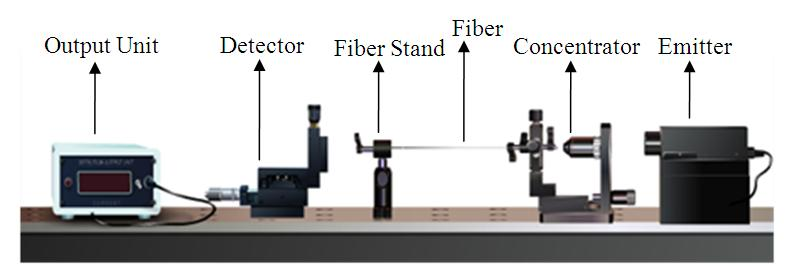 Output Unit
Detector
Fiber Stand
Fiber
Concentrator
Emitter